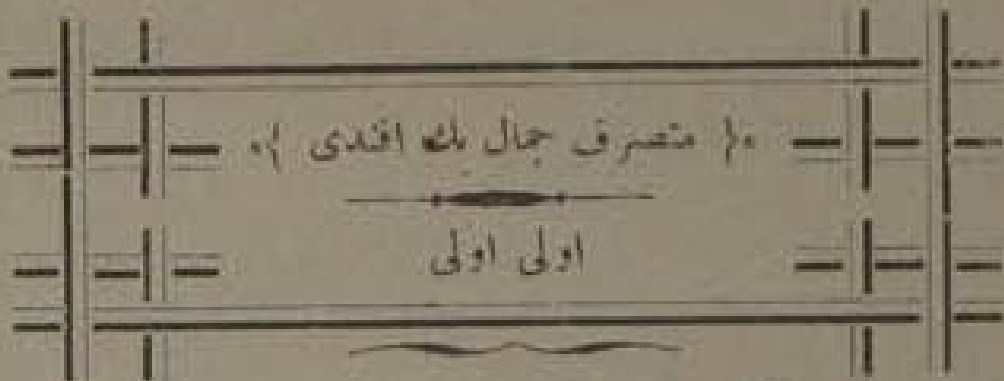 ﴿ متصرف جمال بك افندی ﴾
اولی اولی